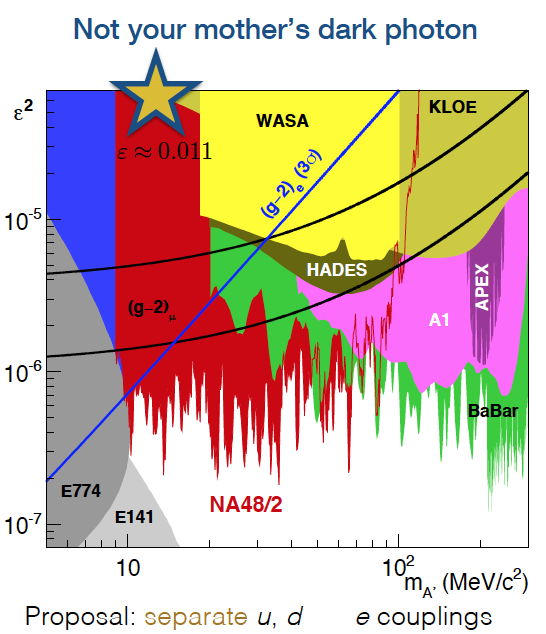 Not your mother's dark photon
ε²
WASA
KLOE
ε ≈ 0.011
(g-2)ₑ (3σ)
10⁻⁵
HADES
(g-2)μ
APEX
A1
10⁻⁶
BaBar
E774
E141
NA48/2
10⁻⁷
10
10²
mA', (MeV/c²)
Proposal: separate u, d e couplings